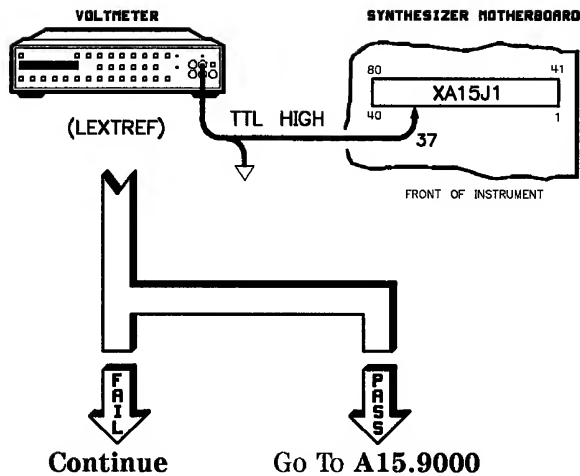 VOLTMETER
SYNTHESIZER MOTHERBOARD
80 41
XA15J1
40 1
37
TTL HIGH
(LEXTREF)
FRONT OF INSTRUMENT
FAIL
PASS
Continue
Go To A15.9000